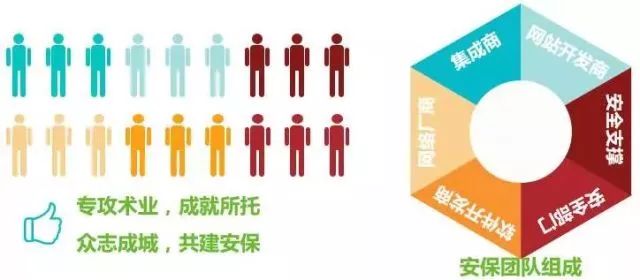 集成商
网站开发商
安全支撑
安全部门
软件开发商
网络厂商
专攻术业，成就所托
众志成城，共建安保
安保团队组成